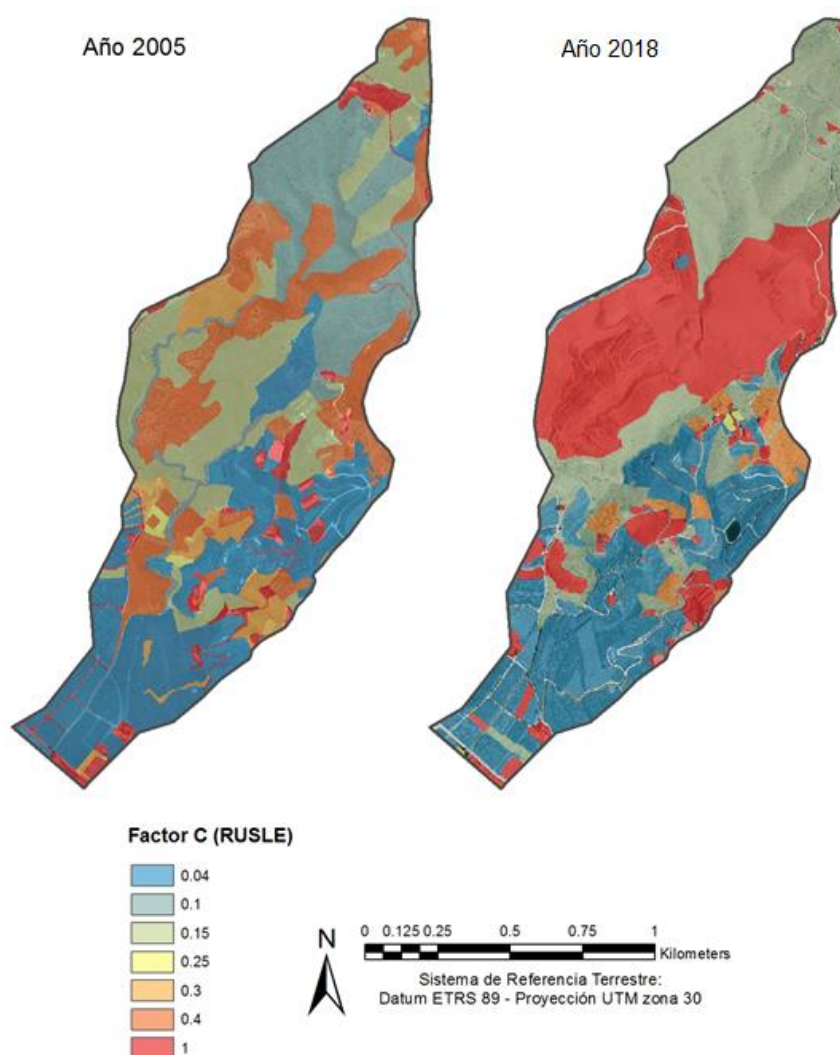 Año 2005
Año 2018
Factor C (RUSLE)
0.04
0.1
0.15
0.25
0.3
0.4
1
N
0 0.125 0.25 0.5 0.75 1
Kilometers
Sistema de Referencia Terrestre:
Datum ETRS 89 - Proyección UTM zona 30